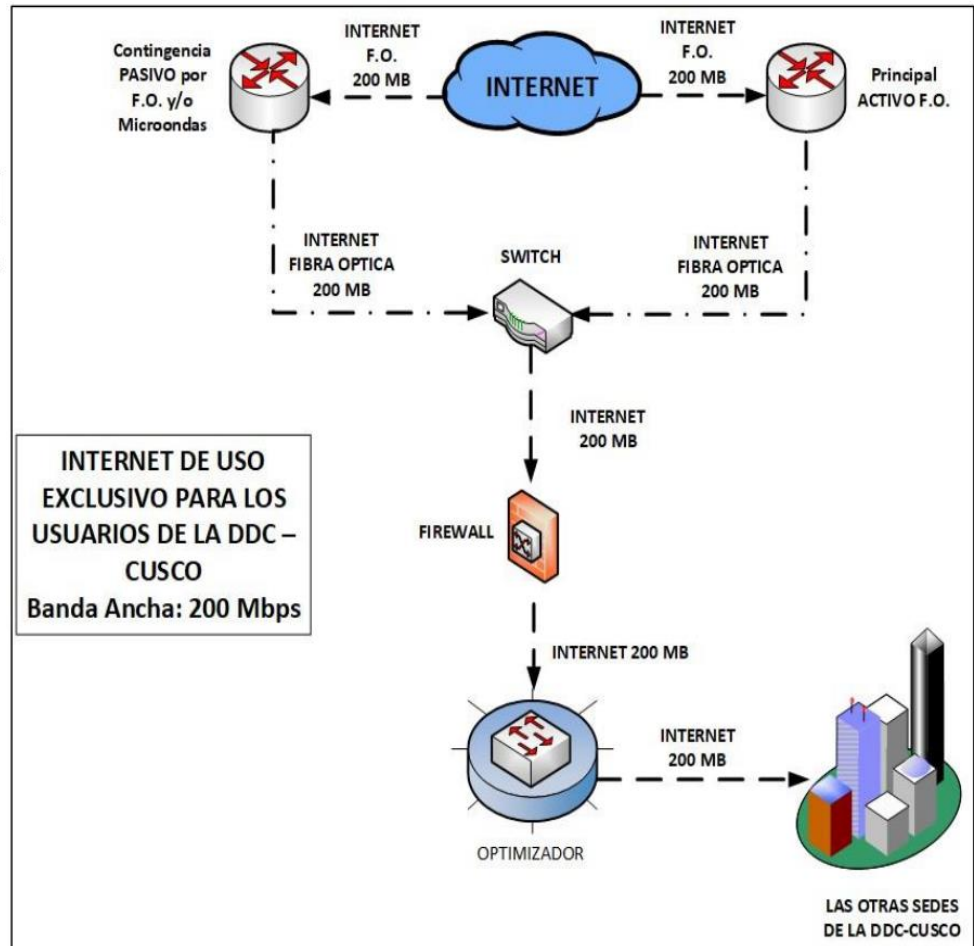 Contingencia
PASIVO por
F.O. y/o
Microondas
INTERNET
F.O.
200 MB
INTERNET
INTERNET
F.O.
200 MB
Principal
ACTIVO F.O.
INTERNET
FIBRA OPTICA
200 MB
SWITCH
INTERNET
FIBRA OPTICA
200 MB
INTERNET
200 MB
INTERNET DE USO
EXCLUSIVO PARA LOS
USUARIOS DE LA DDC –
CUSCO
Banda Ancha: 200 Mbps
FIREWALL
INTERNET 200 MB
INTERNET
200 MB
OPTIMIZADOR
LAS OTRAS SEDES
DE LA DDC-CUSCO